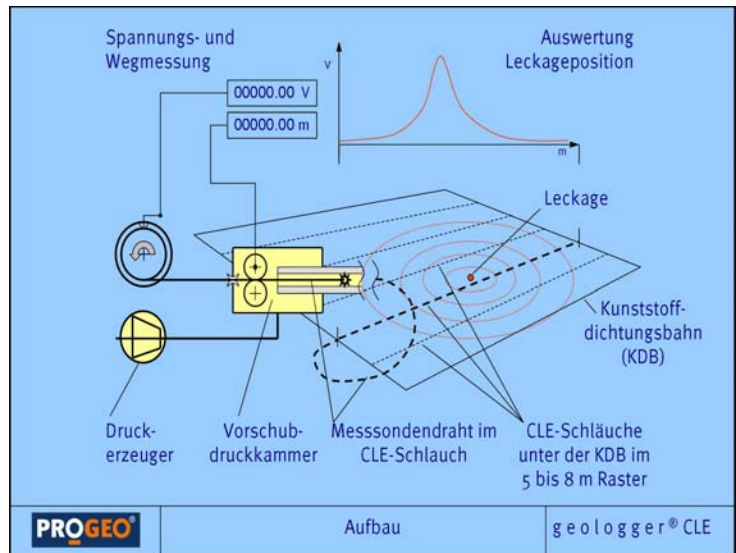 Spannungs- und
Wegmessung
Auswertung
Leckageposition
V
00000.00 V
00000.00 m
m
Leckage
Kunststoff-
dichtungsbahn
(KDB)
Druck-
erzeuger
Vorschub-
druckkammer
Messsondendraht im
CLE-Schlauch
CLE-Schläuche
unter der KDB im
5 bis 8 m Raster
PROGEO®
Aufbau
geologger® CLE